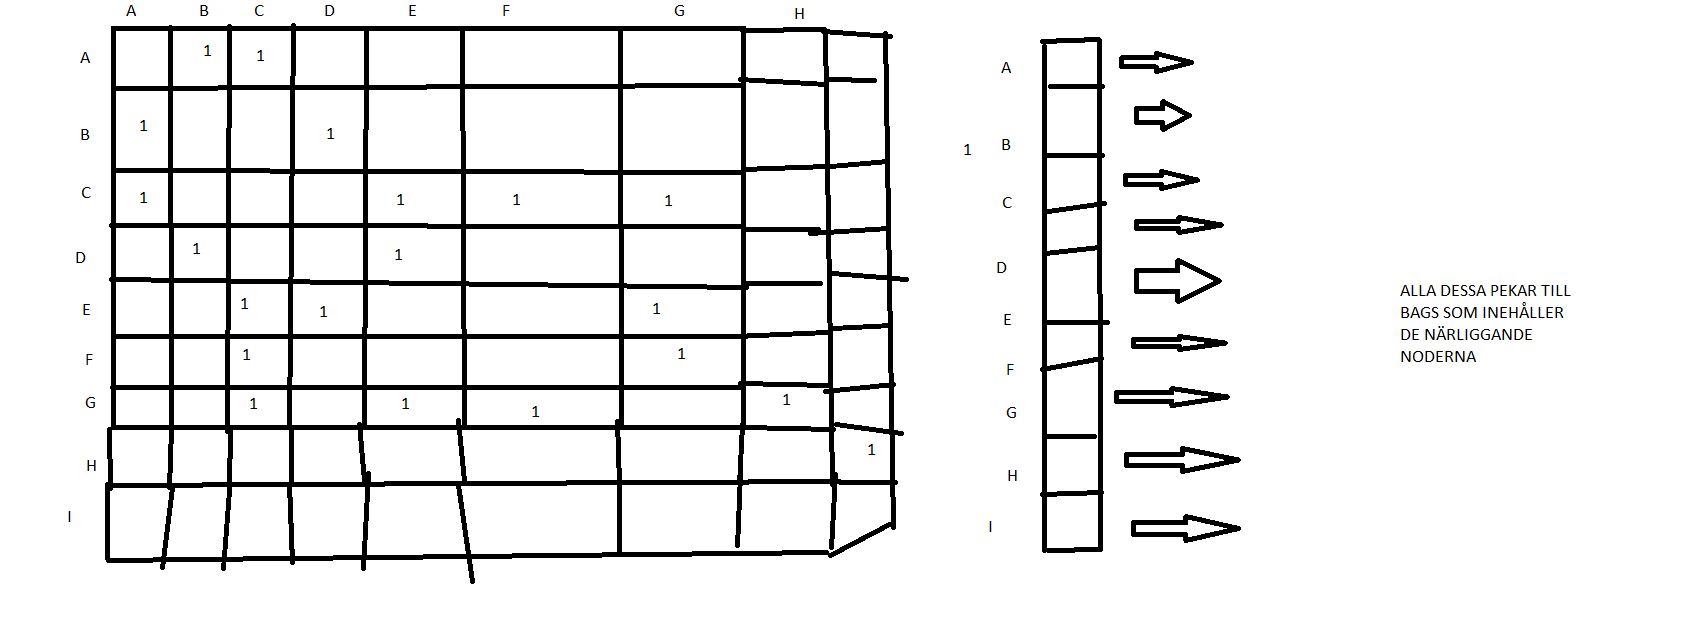 A B C D E F G H
A 1 1 A
B 1 1 1 B
C 1 1 1 1 C
D 1 1 D
E 1 1 1 E
F 1 1 F
G 1 1 1 1 G
H 1 H
I I
ALLA DESSA PEKAR TILL
BAGS SOM INEHÅLLER
DE NÄRLIGGANDE
NODERNA